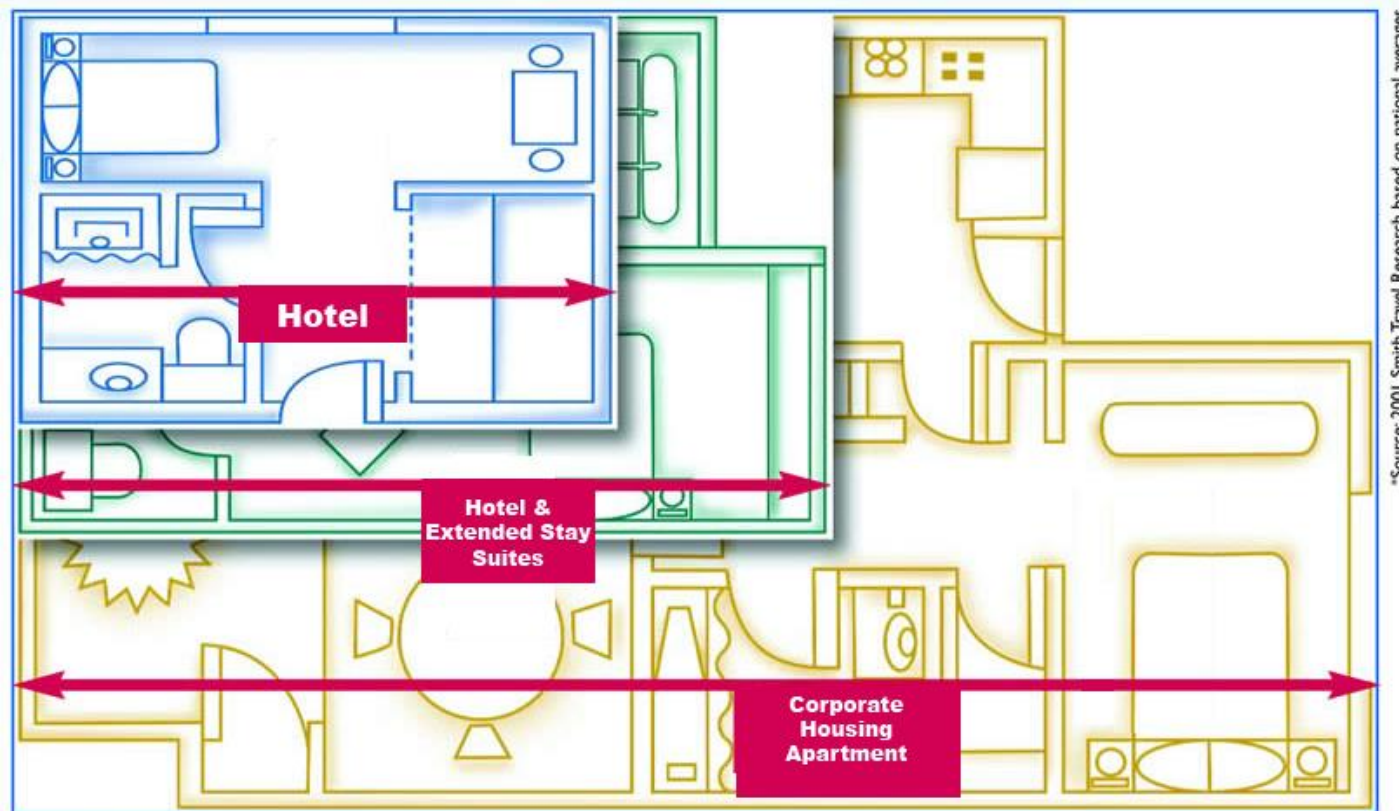 Hotel
Hotel &
Extended Stay
Suites
Corporate
Housing
Apartment
*Source: 2001 Smith Travel Research based on national averages